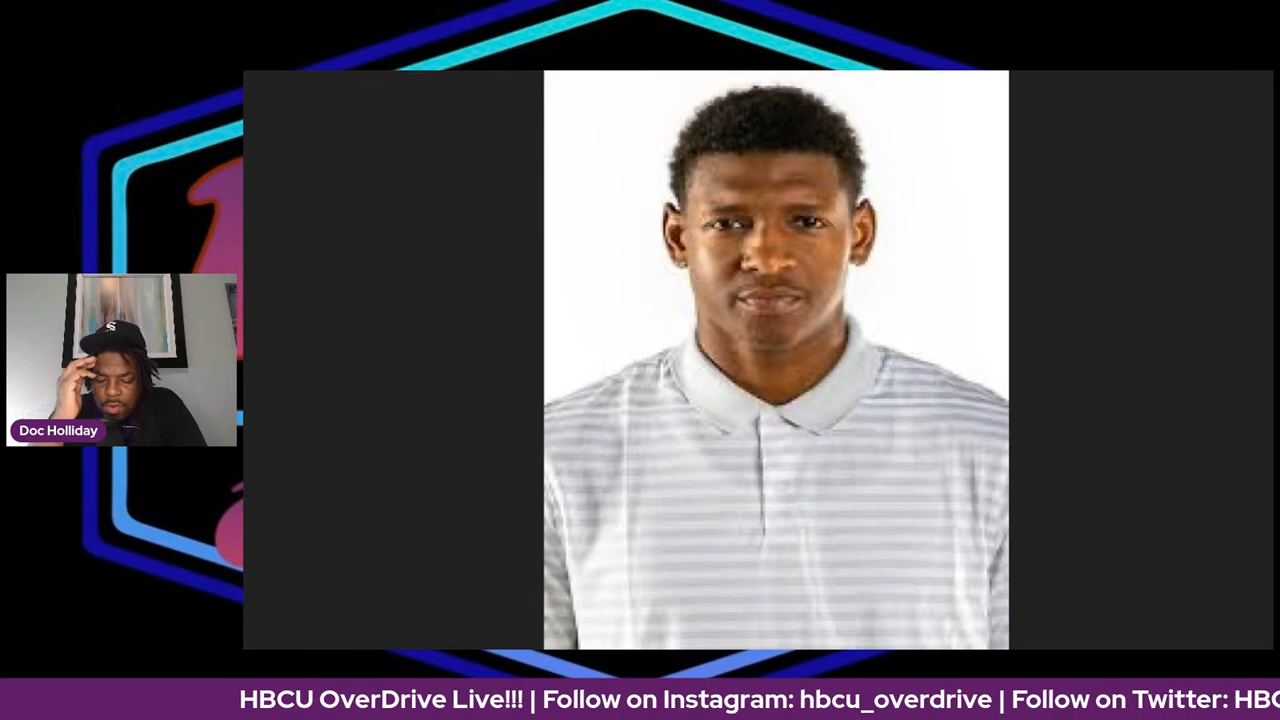 Doc Holliday
HBCU OverDrive Live!!! | Follow on Instagram: hbcu_overdrive | Follow on Twitter: HBC